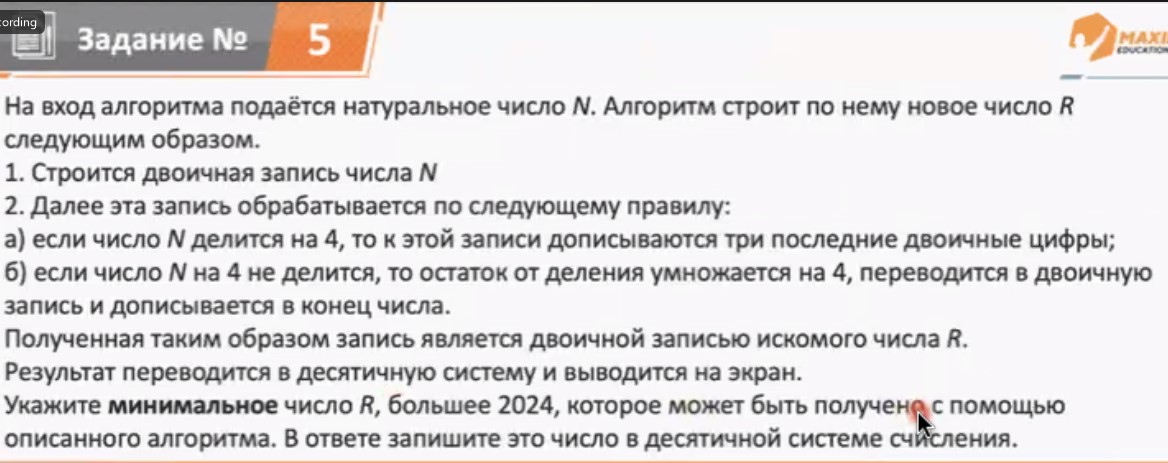 cording
Задание № 5
MAXI
EDUCATION
На вход алгоритма подаётся натуральное число N. Алгоритм строит по нему новое число R
следующим образом.
1. Строится двоичная запись числа N
2. Далее эта запись обрабатывается по следующему правилу:
а) если число N делится на 4, то к этой записи дописываются три последние двоичные цифры;
б) если число N на 4 не делится, то остаток от деления умножается на 4, переводится в двоичную
запись и дописывается в конец числа.
Полученная таким образом запись является двоичной записью искомого числа R.
Результат переводится в десятичную систему и выводится на экран.
Укажите минимальное число R, большее 2024, которое может быть получено с помощью
описанного алгоритма. В ответе запишите это число в десятичной системе счисления.